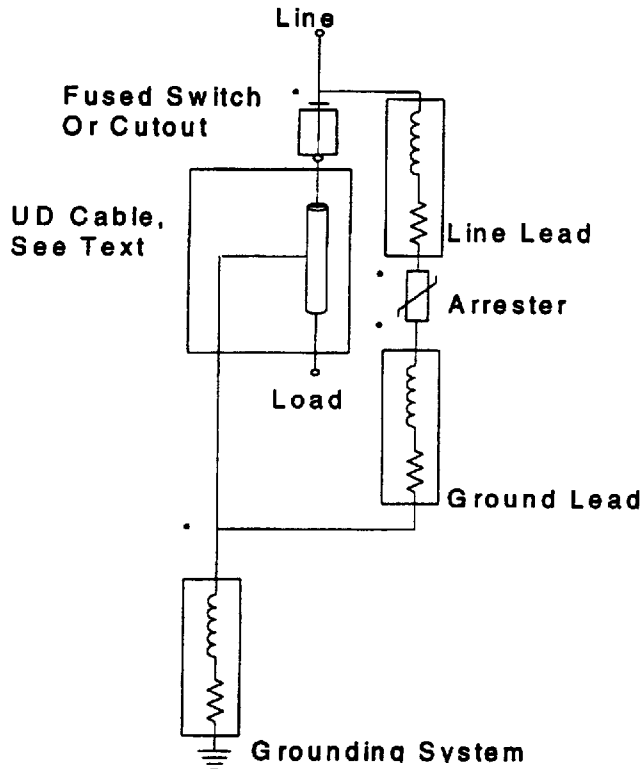 Line
Fused Switch
Or Cutout
UD Cable,
See Text
Line Lead
Arrester
Load
Ground Lead
Grounding System